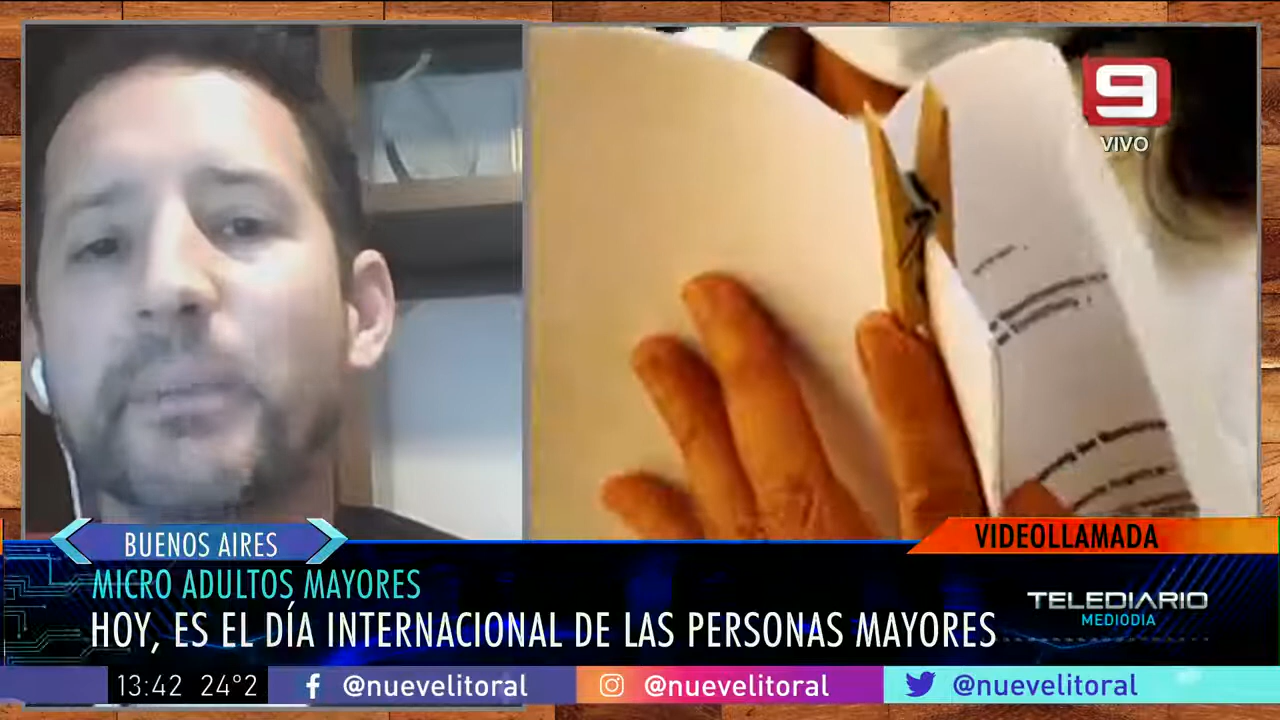 9
VIVO
BUENOS AIRES
VIDEOLLAMADA
MICRO ADULTOS MAYORES
HOY, ES EL DÍA INTERNACIONAL DE LAS PERSONAS MAYORES
TELEDIARIO
MEDIODÍA
13:42 24°2 @nuevelitoral @nuevelitoral @nuevelitoral